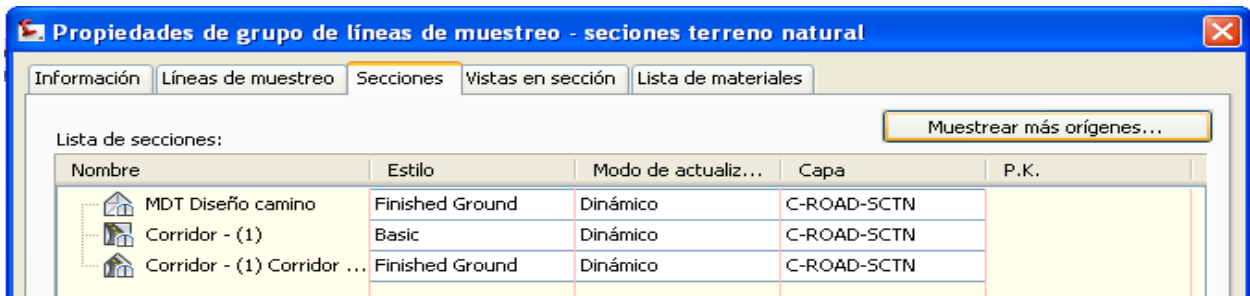 Propiedades de grupo de líneas de muestreo - seciones terreno natural
Información Líneas de muestreo Secciones Vistas en sección Lista de materiales
Muestrear más orígenes...
Lista de secciones:
Nombre Estilo Modo de actualiz... Capa P.K.
MDT Diseño camino Finished Ground Dinámico C-ROAD-SCTN
Corridor - (1) Basic Dinámico C-ROAD-SCTN
Corridor - (1) Corridor ... Finished Ground Dinámico C-ROAD-SCTN